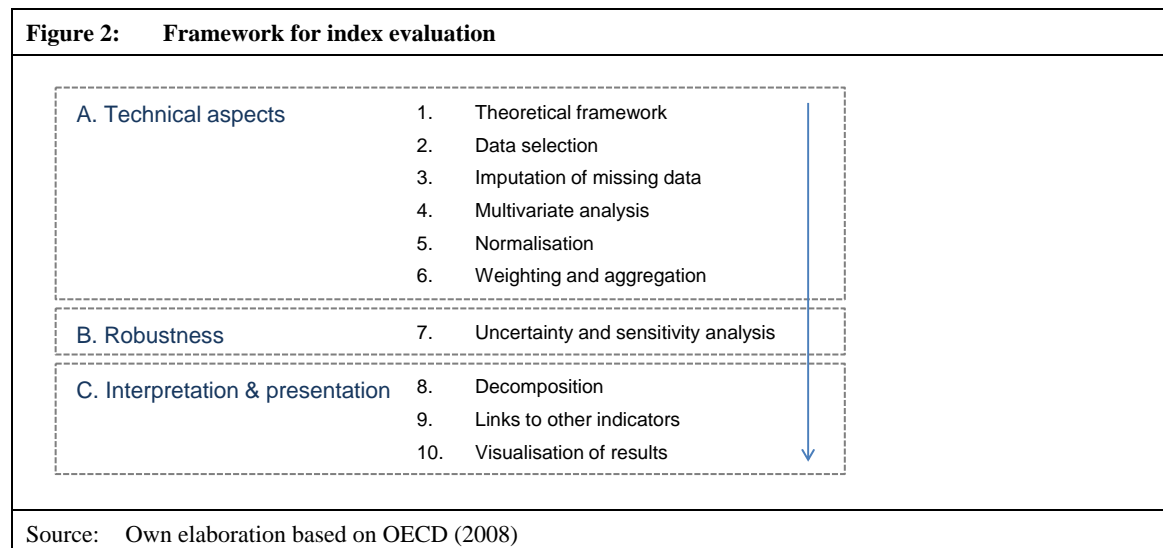 Figure 2: Framework for index evaluation
A. Technical aspects
1. Theoretical framework
2. Data selection
3. Imputation of missing data
4. Multivariate analysis
5. Normalisation
6. Weighting and aggregation
B. Robustness
7. Uncertainty and sensitivity analysis
C. Interpretation & presentation
8. Decomposition
9. Links to other indicators
10. Visualisation of results
Source: Own elaboration based on OECD (2008)